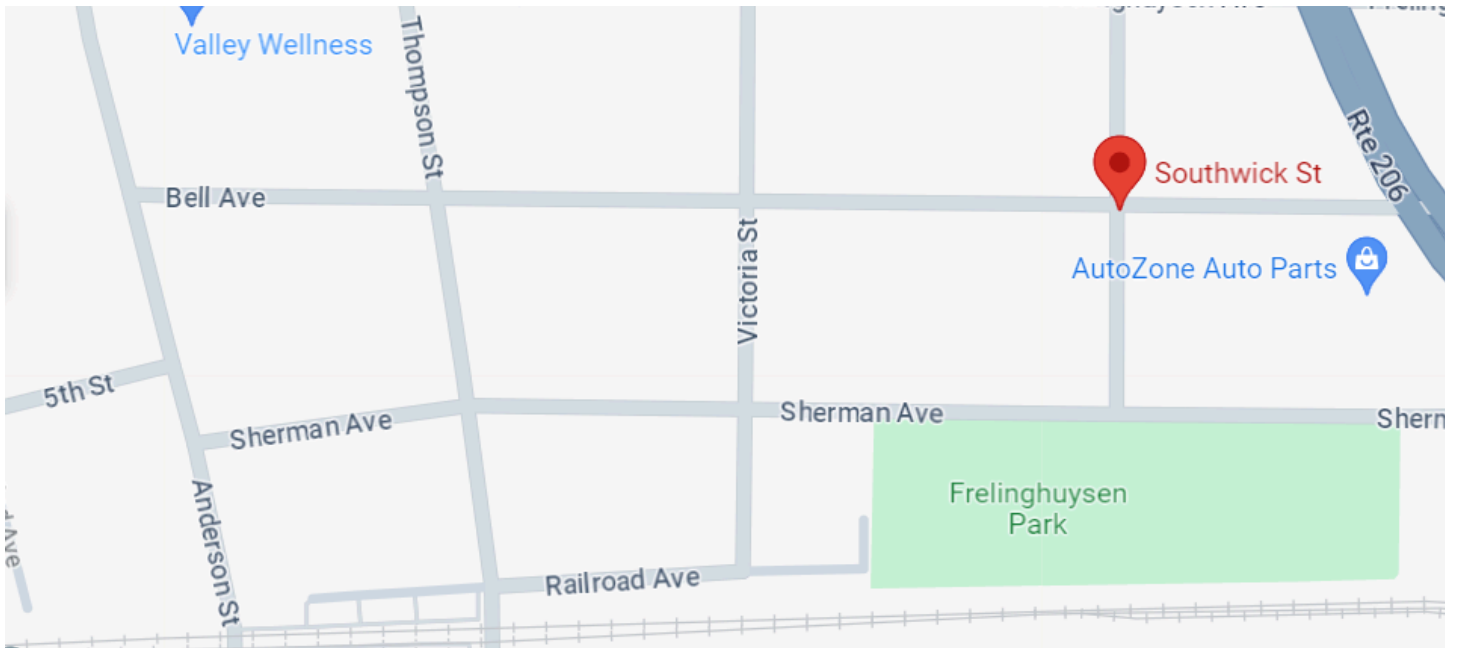 Valley Wellness
Thompson St
Rte 206
Southwick St
Bell Ave
Victoria St
AutoZone Auto Parts
5th St
Sherman Ave
Sherman Ave
Anderson St
Frelinghuysen
Park
Railroad Ave